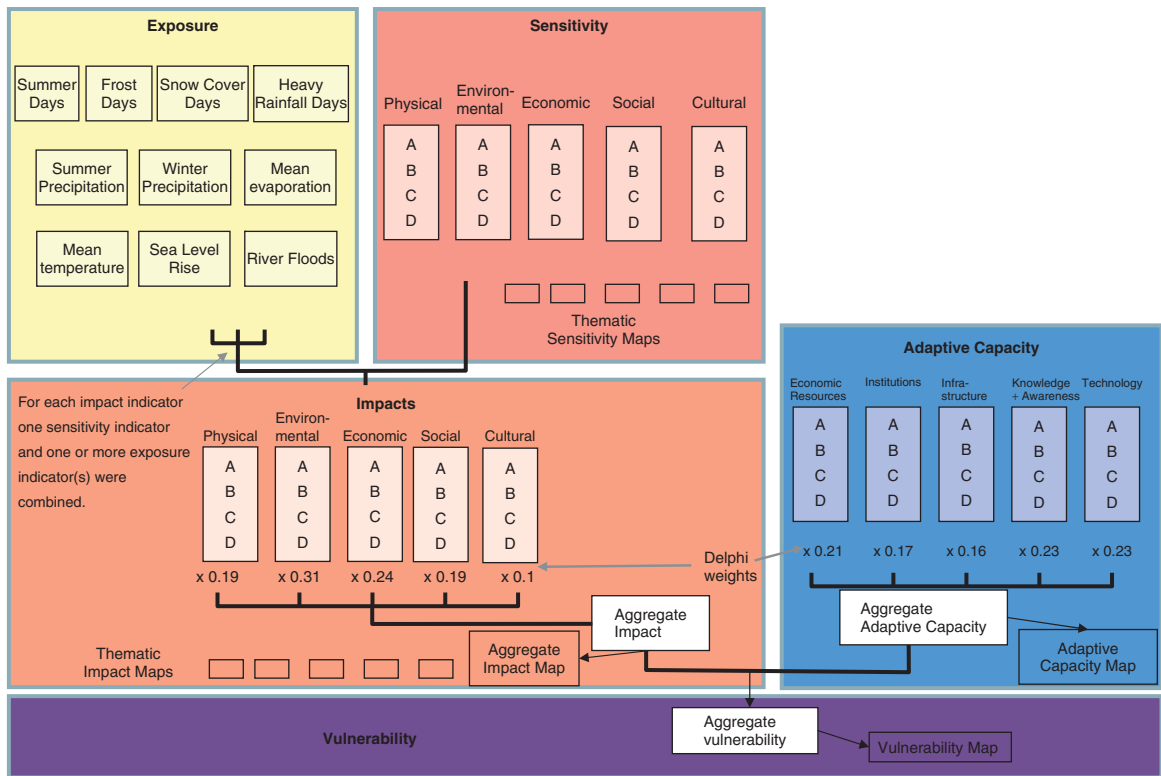 Exposure
Summer
Days
Frost
Days
Snow Cover
Days
Heavy
Rainfall Days
Summer
Precipitation
Winter
Precipitation
Mean
evaporation
Mean
temperature
Sea Level
Rise
River Floods
Sensitivity
Physical
Environ-
mental
Economic
Social
Cultural
A
B
C
D
A
B
C
D
A
B
C
D
A
B
C
D
A
B
C
D
Thematic
Sensitivity Maps
For each impact indicator
one sensitivity indicator
and one or more exposure
indicator(s) were
combined.
Impacts
Physical
Environ-
mental
Economic
Social
Cultural
A
B
C
D
A
B
C
D
A
B
C
D
A
B
C
D
A
B
C
D
x 0.19
x 0.31
x 0.24
x 0.19
x 0.1
Delphi
weights
Thematic
Impact Maps
Aggregate
Impact
Aggregate
Impact Map
Adaptive Capacity
Economic
Resources
Institutions
Infra-
structure
Knowledge
+ Awareness
Technology
A
B
C
D
A
B
C
D
A
B
C
D
A
B
C
D
A
B
C
D
x 0.21
x 0.17
x 0.16
x 0.23
x 0.23
Aggregate
Adaptive Capacity
Adaptive
Capacity Map
Vulnerability
Aggregate
vulnerability
Vulnerability Map